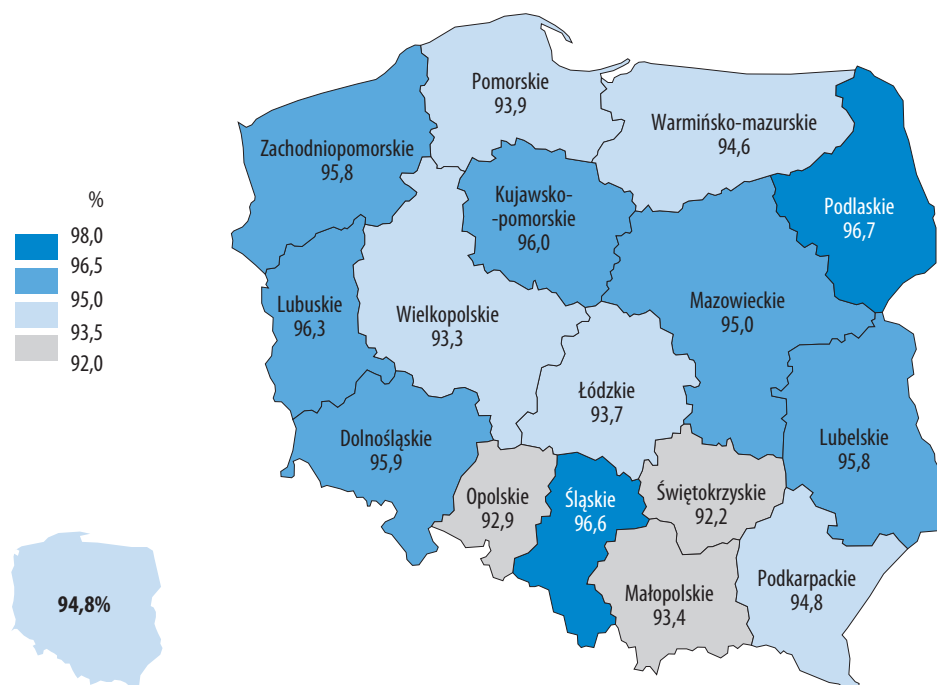 Pomorskie
93,9
Warmińsko-mazurskie
94,6
Zachodniopomorskie
95,8
Kujawsko-
-pomorskie
96,0
Podlaskie
96,7
%
98,0
96,5
95,0
93,5
92,0
Lubuskie
96,3
Wielkopolskie
93,3
Mazowieckie
95,0
Łódzkie
93,7
Dolnośląskie
95,9
Lubelskie
95,8
Opolskie
92,9
Śląskie
96,6
Świętokrzyskie
92,2
Małopolskie
93,4
Podkarpackie
94,8
94,8%